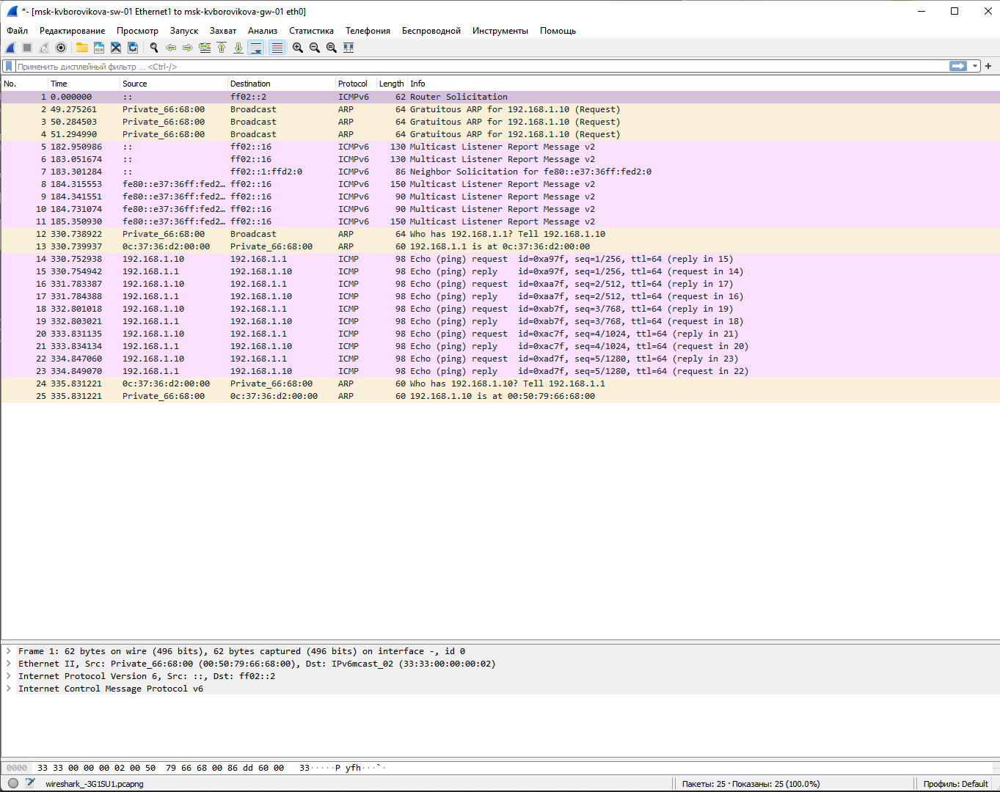 *- [msk-kvborovikova-sw-01 Ethernet1 to msk-kvborovikova-gw-01 eth0]
Файл Редактирование Просмотр Запуск Захват Анализ Статистика Телефония Беспроводной Инструменты Помощь
Применить дисплейный фильтр ... <Ctrl-/>
No. Time Source Destination Protocol Length Info
1 0.000000 :: ff02::2 ICMPv6 62 Router Solicitation
2 49.275261 Private_66:68:00 Broadcast ARP 64 Gratuitous ARP for 192.168.1.10 (Request)
3 50.284503 Private_66:68:00 Broadcast ARP 64 Gratuitous ARP for 192.168.1.10 (Request)
4 51.294990 Private_66:68:00 Broadcast ARP 64 Gratuitous ARP for 192.168.1.10 (Request)
5 182.950986 :: ff02::16 ICMPv6 130 Multicast Listener Report Message v2
6 183.051674 :: ff02::16 ICMPv6 130 Multicast Listener Report Message v2
7 183.301284 :: ff02::1:ffd2:0 ICMPv6 86 Neighbor Solicitation for fe80::e37:36ff:fed2:0
8 184.315553 fe80::e37:36ff:fed2… ff02::16 ICMPv6 150 Multicast Listener Report Message v2
9 184.341551 fe80::e37:36ff:fed2… ff02::16 ICMPv6 90 Multicast Listener Report Message v2
10 184.731074 fe80::e37:36ff:fed2… ff02::16 ICMPv6 90 Multicast Listener Report Message v2
11 185.350930 fe80::e37:36ff:fed2… ff02::16 ICMPv6 150 Multicast Listener Report Message v2
12 330.738922 Private_66:68:00 Broadcast ARP 64 Who has 192.168.1.1? Tell 192.168.1.10
13 330.739937 0c:37:36:d2:00:00 Private_66:68:00 ARP 60 192.168.1.1 is at 0c:37:36:d2:00:00
14 330.752938 192.168.1.10 192.168.1.1 ICMP 98 Echo (ping) request id=0xa97f, seq=1/256, ttl=64 (reply in 15)
15 330.754942 192.168.1.1 192.168.1.10 ICMP 98 Echo (ping) reply id=0xa97f, seq=1/256, ttl=64 (request in 14)
16 331.783387 192.168.1.10 192.168.1.1 ICMP 98 Echo (ping) request id=0xaa7f, seq=2/512, ttl=64 (reply in 17)
17 331.784388 192.168.1.1 192.168.1.10 ICMP 98 Echo (ping) reply id=0xaa7f, seq=2/512, ttl=64 (request in 16)
18 332.801018 192.168.1.10 192.168.1.1 ICMP 98 Echo (ping) request id=0xab7f, seq=3/768, ttl=64 (reply in 19)
19 332.803021 192.168.1.1 192.168.1.10 ICMP 98 Echo (ping) reply id=0xab7f, seq=3/768, ttl=64 (request in 18)
20 333.831135 192.168.1.10 192.168.1.1 ICMP 98 Echo (ping) request id=0xac7f, seq=4/1024, ttl=64 (reply in 21)
21 333.834134 192.168.1.1 192.168.1.10 ICMP 98 Echo (ping) reply id=0xac7f, seq=4/1024, ttl=64 (request in 20)
22 334.847060 192.168.1.10 192.168.1.1 ICMP 98 Echo (ping) request id=0xad7f, seq=5/1280, ttl=64 (reply in 23)
23 334.849070 192.168.1.1 192.168.1.10 ICMP 98 Echo (ping) reply id=0xad7f, seq=5/1280, ttl=64 (request in 22)
24 335.831221 0c:37:36:d2:00:00 Private_66:68:00 ARP 60 Who has 192.168.1.10? Tell 192.168.1.1
25 335.831221 Private_66:68:00 0c:37:36:d2:00:00 ARP 60 192.168.1.10 is at 00:50:79:66:68:00
Frame 1: 62 bytes on wire (496 bits), 62 bytes captured (496 bits) on interface -, id 0
Ethernet II, Src: Private_66:68:00 (00:50:79:66:68:00), Dst: IPv6mcast_02 (33:33:00:00:00:02)
Internet Protocol Version 6, Src: ::, Dst: ff02::2
Internet Control Message Protocol v6
0000 33 33 00 00 00 02 00 50 79 66 68 00 86 dd 60 00 33·····P yfh···`·
wireshark_-3G1SU1.pcapng Пакеты: 25 · Показаны: 25 (100.0%) Профиль: Default